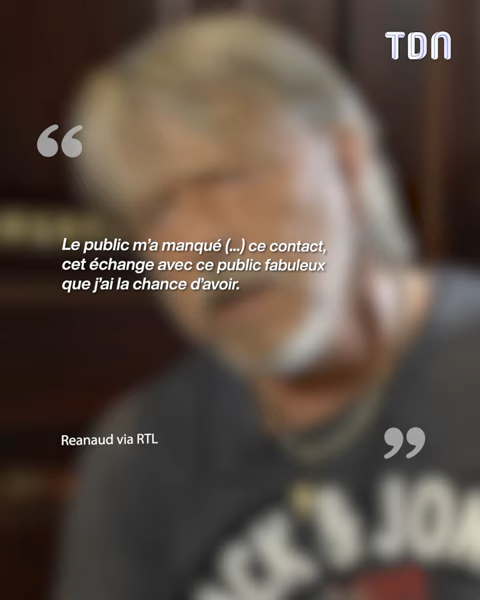 TDN
“
Le public m'a manqué (...) ce contact,
cet échange avec ce public fabuleux
que j'ai la chance d'avoir.
Reanaud via RTL
”